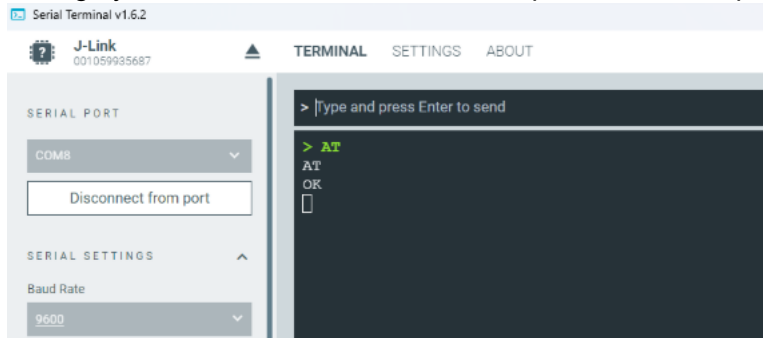 Serial Terminal v1.6.2
J-Link
001059935687
TERMINAL SETTINGS ABOUT
SERIAL PORT
COM8
Disconnect from port
SERIAL SETTINGS
Baud Rate
9600
> Type and press Enter to send
> AT
AT
OK